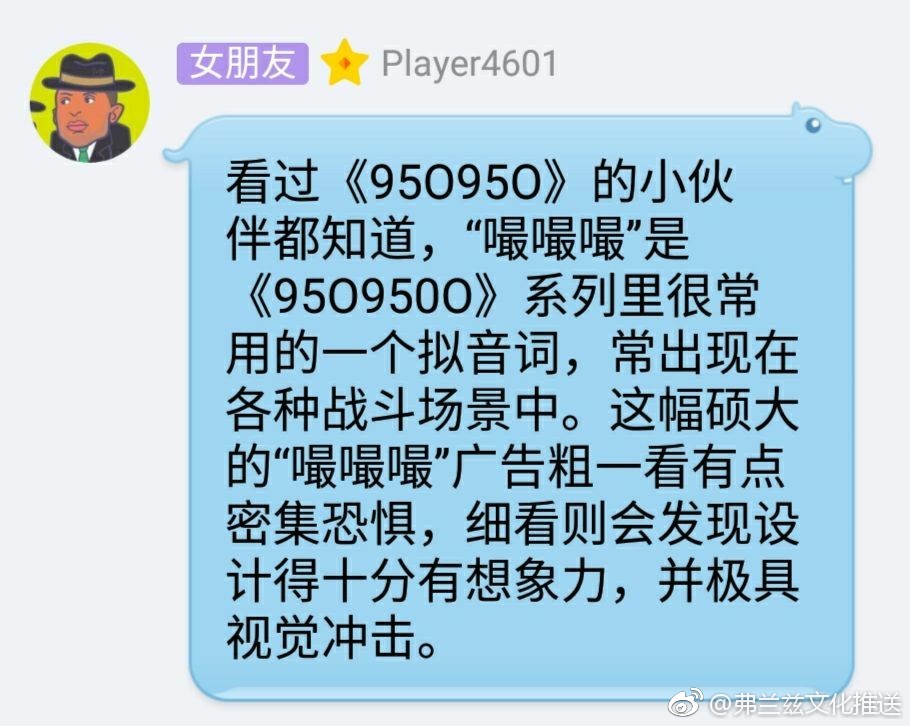 女朋友 Player4601
看过《95O95O》的小伙
伴都知道，“嘬嘬嘬”是
《95O950O》系列里很常
用的一个拟音词，常出现在
各种战斗场景中。这幅硕大
的“嘬嘬嘬”广告粗一看有点
密集恐惧，细看则会发现设
计得十分有想象力，并极具
视觉冲击。
@弗兰兹文化推送